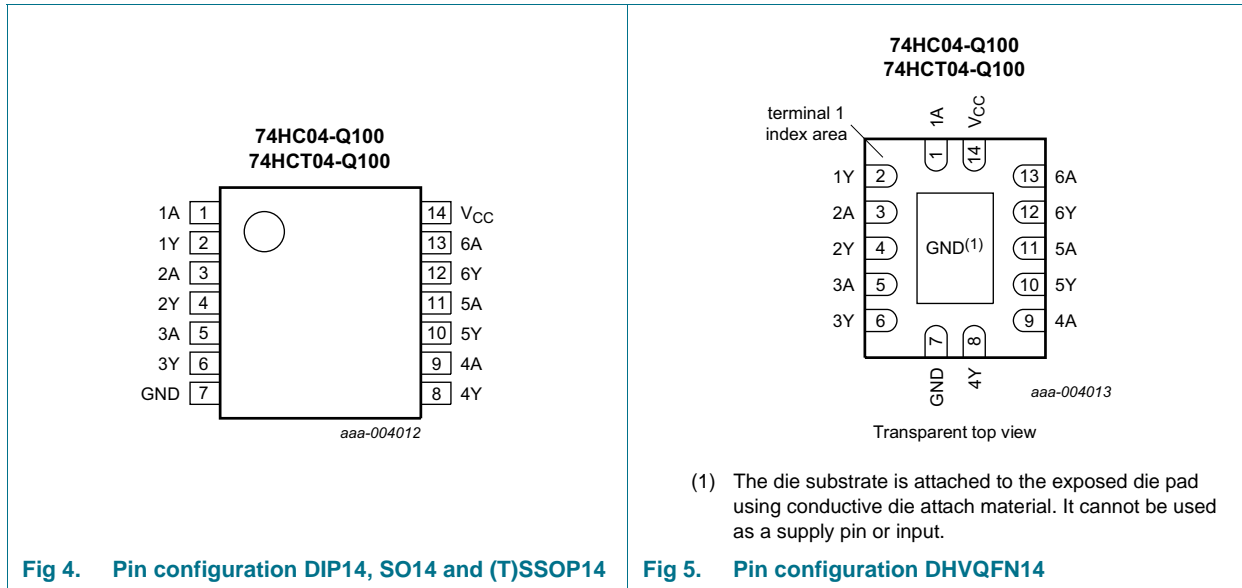 74HC04-Q100
74HCT04-Q100
1A 1
1Y 2
2A 3
2Y 4
3A 5
3Y 6
GND 7
14 VCC
13 6A
12 6Y
11 5A
10 5Y
9 4A
8 4Y
aaa-004012
Fig 4. Pin configuration DIP14, SO14 and (T)SSOP14
74HC04-Q100
74HCT04-Q100
terminal 1
index area
1A
VCC
1
14
1Y 2
2A 3
2Y 4
3A 5
3Y 6
GND(1)
13 6A
12 6Y
11 5A
10 5Y
9 4A
7
8
GND
4Y
aaa-004013
Transparent top view
(1) The die substrate is attached to the exposed die pad
using conductive die attach material. It cannot be used
as a supply pin or input.
Fig 5. Pin configuration DHVQFN14